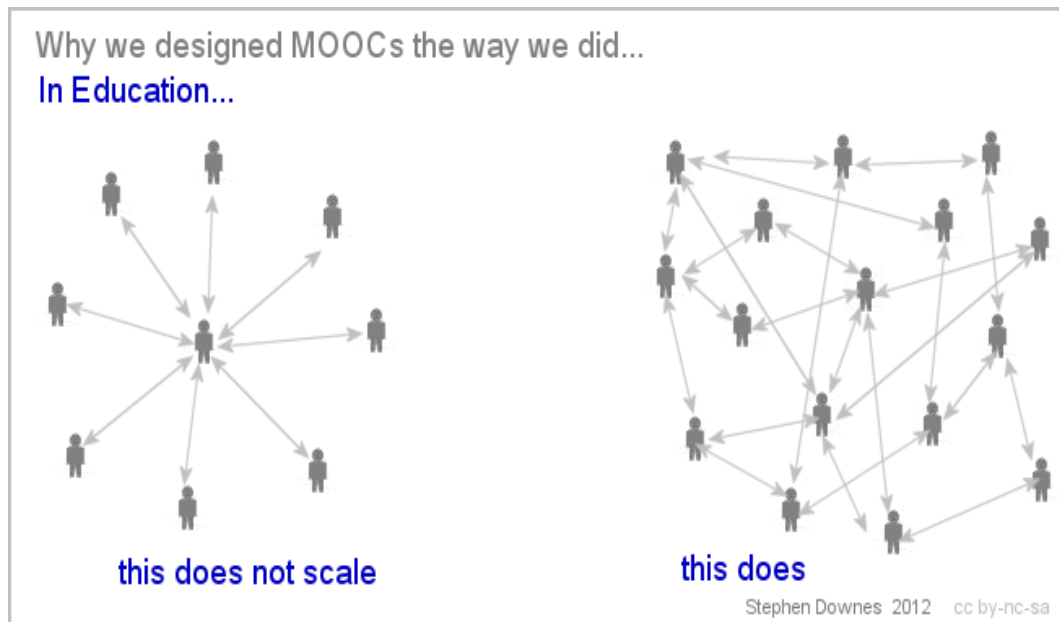 Why we designed MOOCs the way we did...
In Education...
this does not scale
this does
Stephen Downes 2012 cc by-nc-sa